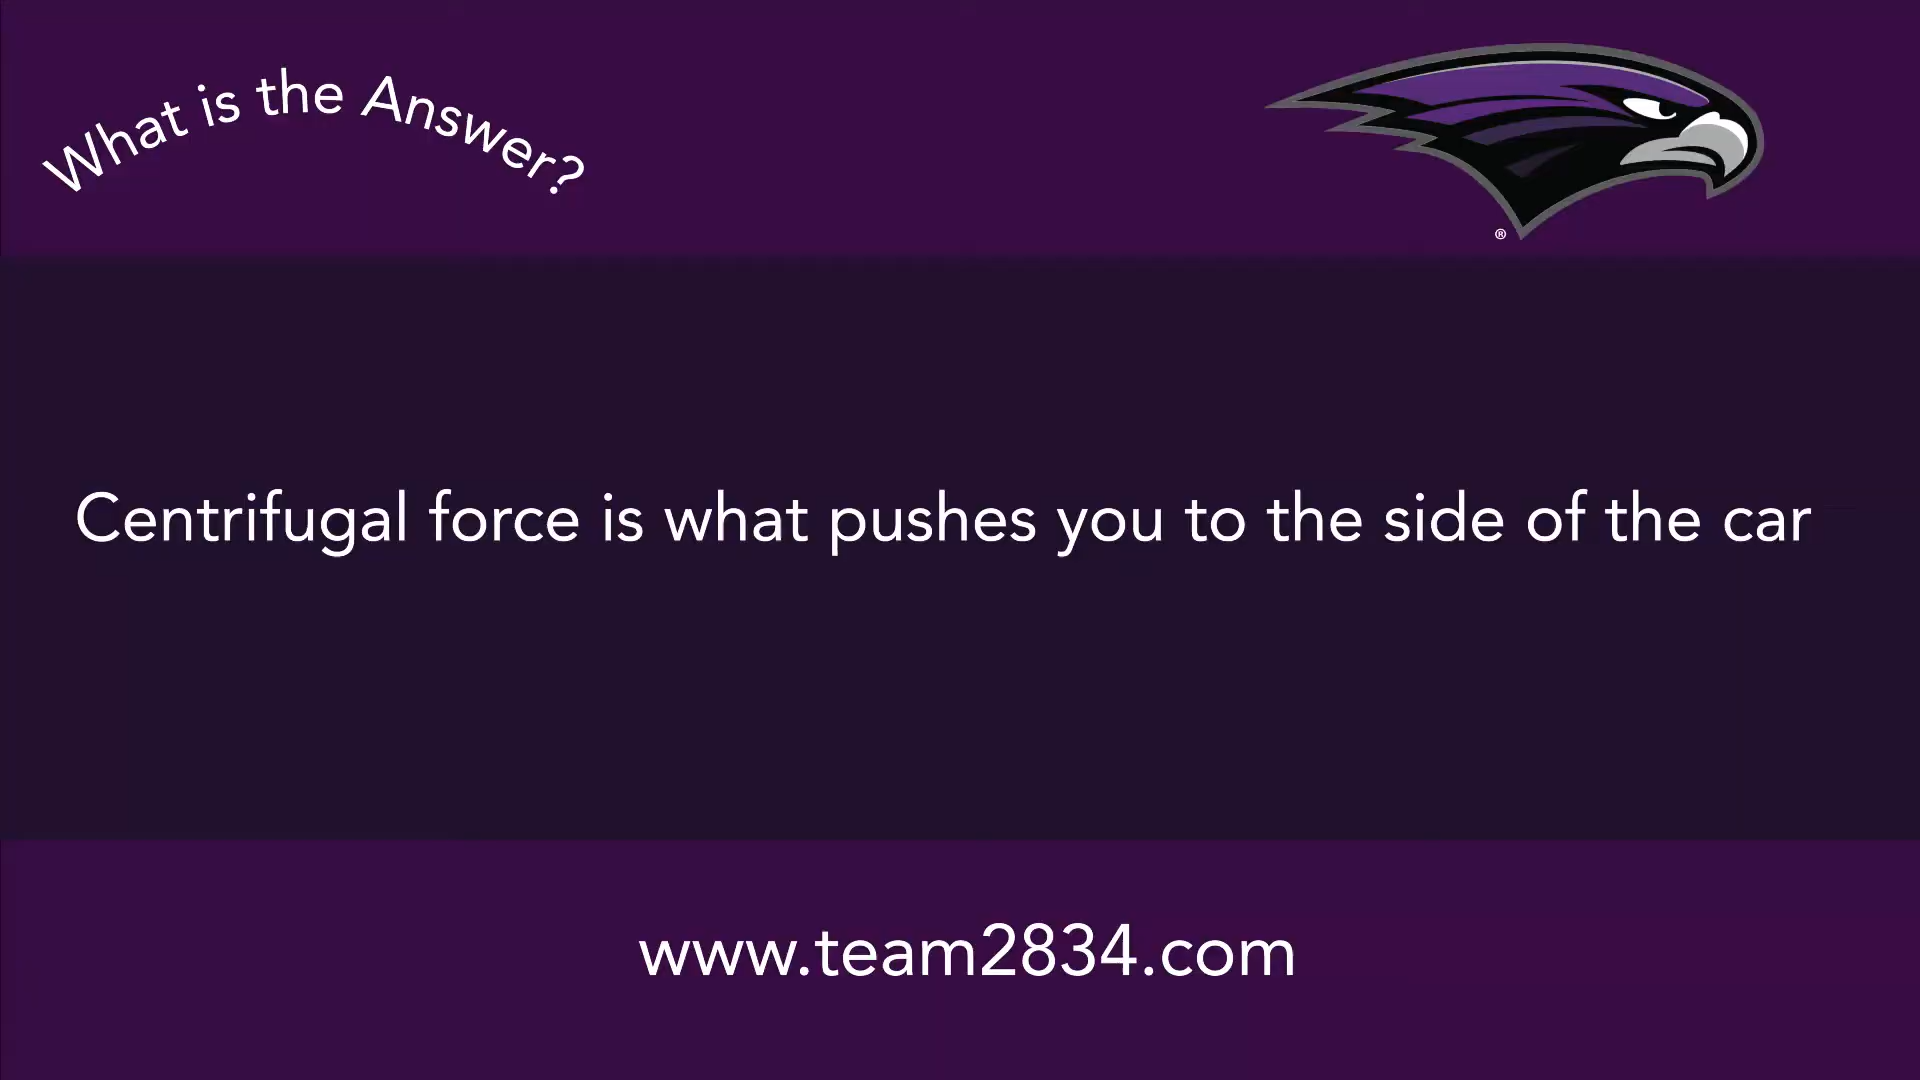 What is the Answer?
®
Centrifugal force is what pushes you to the side of the car
www.team2834.com